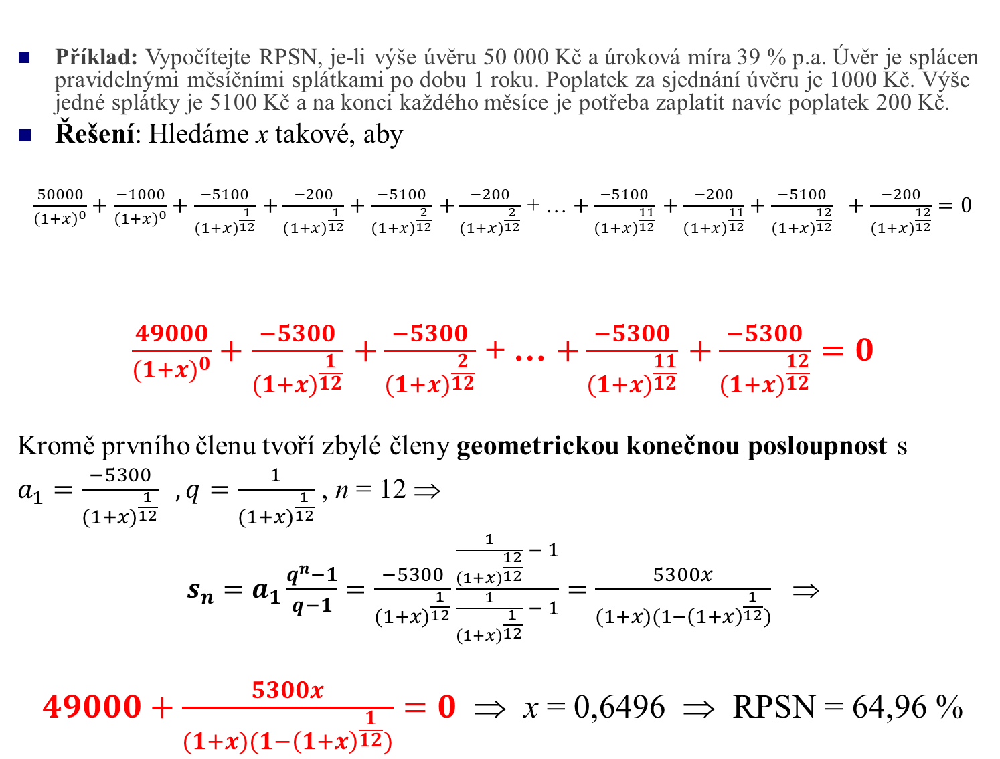 Příklad: Vypočítejte RPSN, je-li výše úvěru 50 000 Kč a úroková míra 39 % p.a. Úvěr je splácen
pravidelnými měsíčními splátkami po dobu 1 roku. Poplatek za sjednání úvěru je 1000 Kč. Výše
jedné splátky je 5100 Kč a na konci každého měsíce je potřeba zaplatit navíc poplatek 200 Kč.
Řešení: Hledáme x takové, aby
\frac{50000}{(1+x)^0} + \frac{-1000}{(1+x)^0} + \frac{-5100}{(1+x)^{\frac{1}{12}}} + \frac{-200}{(1+x)^{\frac{1}{12}}} + \frac{-5100}{(1+x)^{\frac{2}{12}}} + \frac{-200}{(1+x)^{\frac{2}{12}}} + … + \frac{-5100}{(1+x)^{\frac{11}{12}}} + \frac{-200}{(1+x)^{\frac{11}{12}}} + \frac{-5100}{(1+x)^{\frac{12}{12}}} + \frac{-200}{(1+x)^{\frac{12}{12}}} = 0
\frac{49000}{(1+x)^0} + \frac{-5300}{(1+x)^{\frac{1}{12}}} + \frac{-5300}{(1+x)^{\frac{2}{12}}} + … + \frac{-5300}{(1+x)^{\frac{11}{12}}} + \frac{-5300}{(1+x)^{\frac{12}{12}}} = 0
Kromě prvního členu tvoří zbylé členy geometrickou konečnou posloupnost s
a_1 = \frac{-5300}{(1+x)^{\frac{1}{12}}} , q = \frac{1}{(1+x)^{\frac{1}{12}}} , n = 12 ⇒
s_n = a_1 \frac{q^n-1}{q-1} = \frac{-5300}{(1+x)^{\frac{1}{12}}} \frac{\frac{1}{(1+x)^{\frac{12}{12}}} - 1}{\frac{1}{(1+x)^{\frac{1}{12}}} - 1} = \frac{5300x}{(1+x)(1-(1+x)^{\frac{1}{12}})} ⇒
49000 + \frac{5300x}{(1+x)(1-(1+x)^{\frac{1}{12}})} = 0 ⇒ x = 0,6496 ⇒ RPSN = 64,96 %